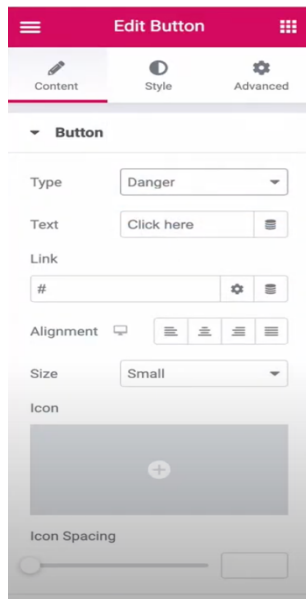 Edit Button
Content Style Advanced
Button
Type Danger
Text Click here
Link
#
Alignment
Size Small
Icon
Icon Spacing